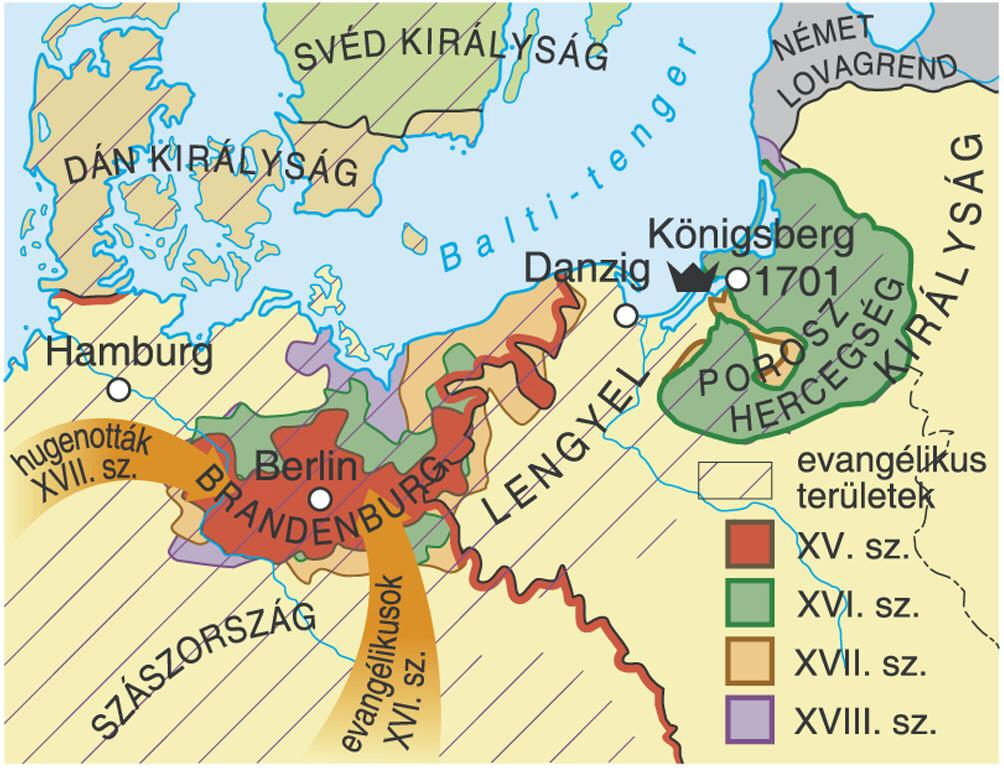 SVÉD KIRÁLYSÁG
NÉMET
LOVAGREND
DÁN KIRÁLYSÁG
Balti-tenger
Königsberg
1701
Danzig
Hamburg
POROSZ
HERCEGSÉG
LENGYEL KIRÁLYSÁG
hugenották
XVII. sz.
Berlin
BRANDENBURG
SZÁSZORSZÁG
evangélikusok
XVI. sz.
evangélikus
területek
XV. sz.
XVI. sz.
XVII. sz.
XVIII. sz.